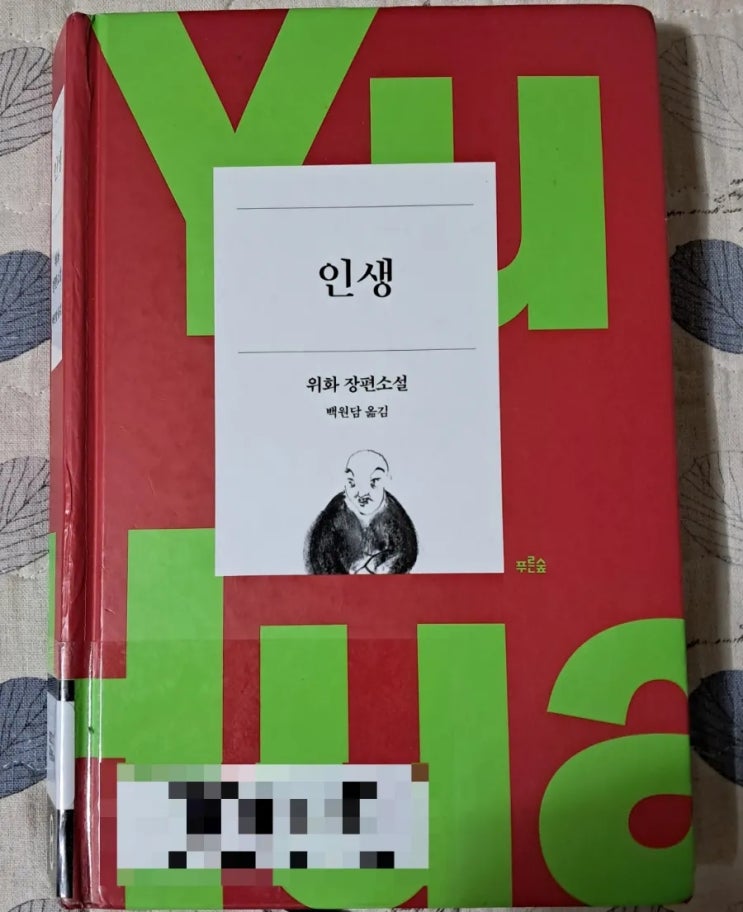 Yu
인생
위화 장편소설
백원담 옮김
푸른숲
Hua